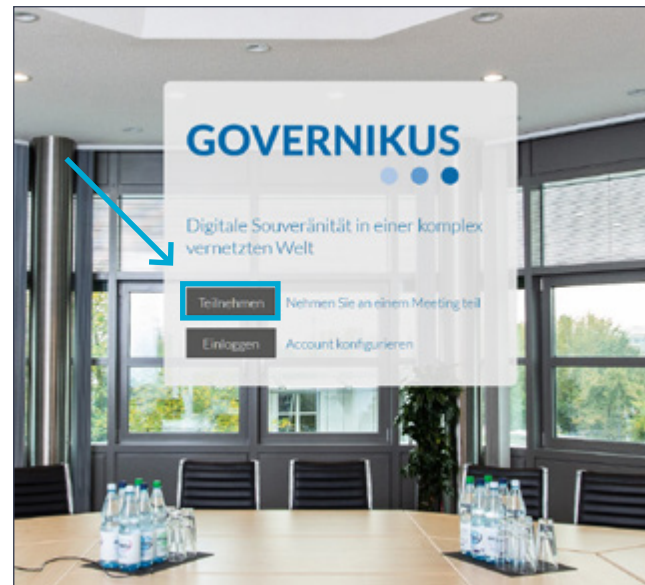 GOVERNIKUS
Digitale Souveränität in einer komplex
vernetzten Welt
Teilnehmen Nehmen Sie an einem Meeting teil
Einloggen Account konfigurieren